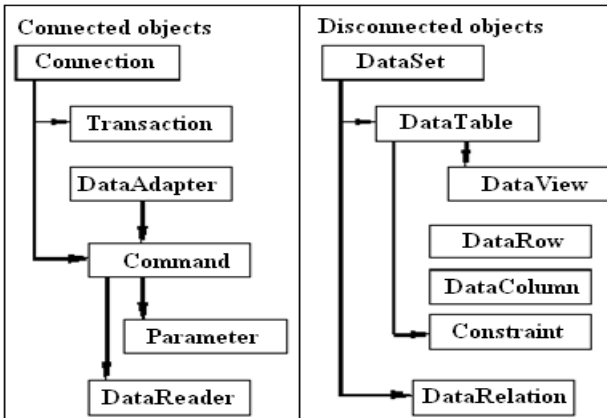 Connected objects
Connection
Transaction
DataAdapter
Command
Parameter
DataReader
Disconnected objects
DataSet
DataTable
DataView
DataRow
DataColumn
Constraint
DataRelation